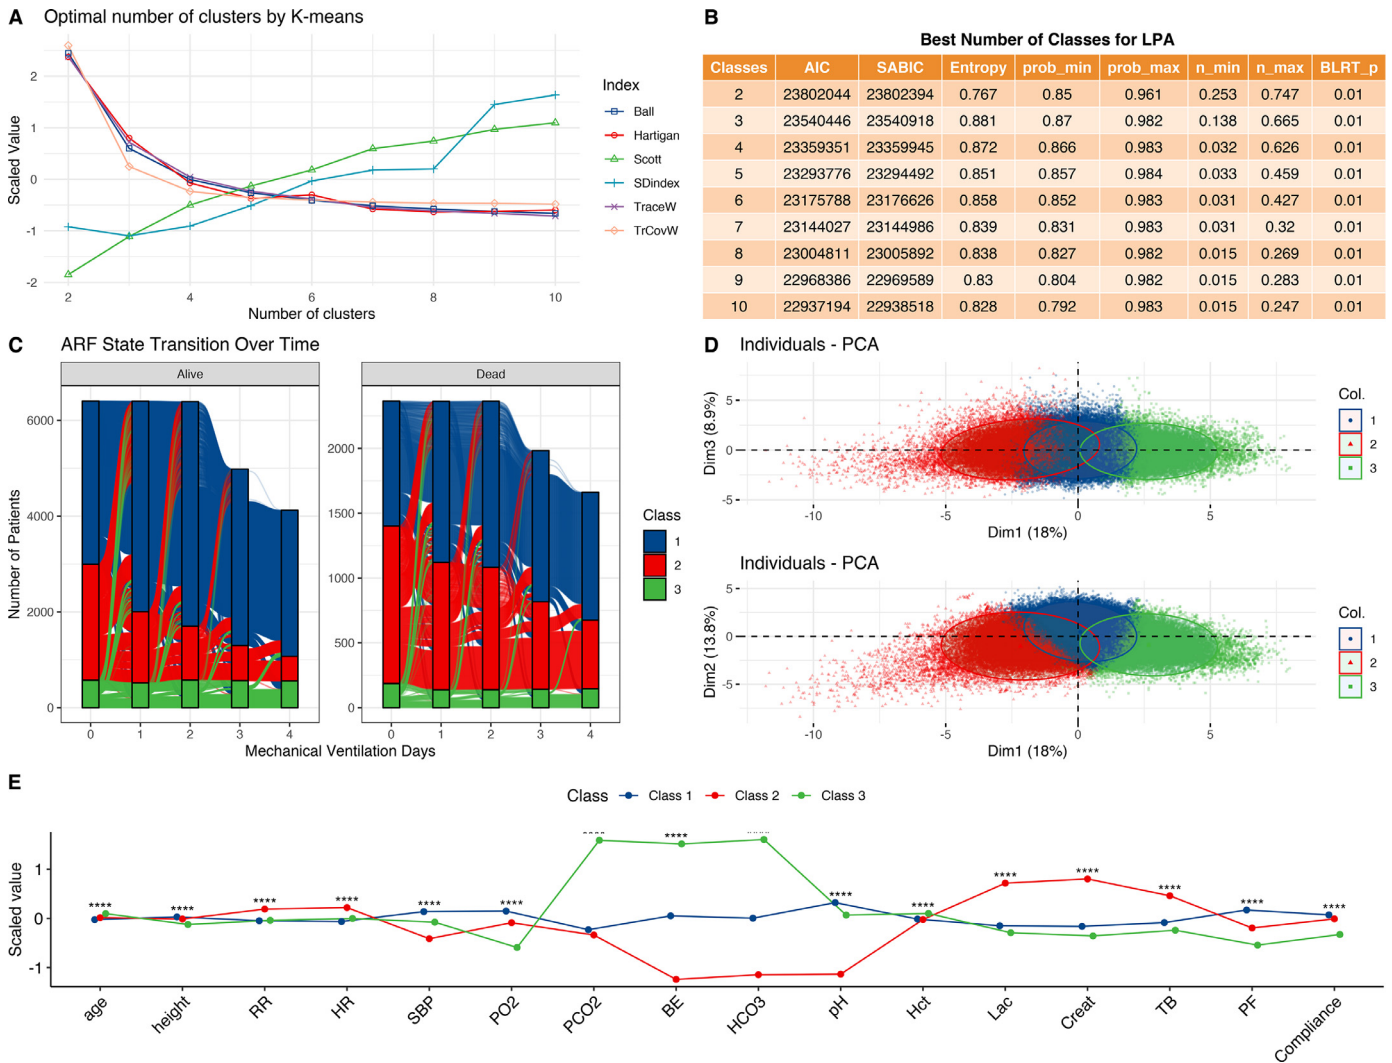 A
Optimal number of clusters by K-means
Scaled Value
2
1
0
-1
-2
2
4
6
8
10
Number of clusters
Index
Ball
Hartigan
Scott
SDindex
TraceW
TrCovW
B
Best Number of Classes for LPA
Classes AIC SABIC Entropy prob_min prob_max n_min n_max BLRT_p
2 23802044 23802394 0.767 0.85 0.961 0.253 0.747 0.01
3 23540446 23540918 0.881 0.87 0.982 0.138 0.665 0.01
4 23359351 23359945 0.872 0.866 0.983 0.032 0.626 0.01
5 23293776 23294492 0.851 0.857 0.984 0.033 0.459 0.01
6 23175788 23176626 0.858 0.852 0.983 0.031 0.427 0.01
7 23144027 23144986 0.839 0.831 0.983 0.031 0.32 0.01
8 23004811 23005892 0.838 0.827 0.982 0.015 0.269 0.01
9 22968386 22969589 0.83 0.804 0.982 0.015 0.283 0.01
10 22937194 22938518 0.828 0.792 0.983 0.015 0.247 0.01
C
ARF State Transition Over Time
Alive
Dead
Number of Patients
6000
4000
2000
0
2000
1500
1000
500
0
0 1 2 3 4
0 1 2 3 4
Mechanical Ventilation Days
Class
1
2
3
D
Individuals - PCA
Dim3 (8.9%)
5
0
-5
-10
-5
0
5
Dim1 (18%)
Col.
1
2
3
Individuals - PCA
Dim2 (13.8%)
5
0
-5
-10
-5
0
5
Dim1 (18%)
Col.
1
2
3
E
Class Class 1 Class 2 Class 3
Scaled value
1
0
-1
**** **** **** **** **** **** **** **** **** **** **** **** **** ****
age
height
RR
HR
SBP
PO2
PCO2
BE
HCO3
pH
Hct
Lac
Creat
TB
PF
Compliance